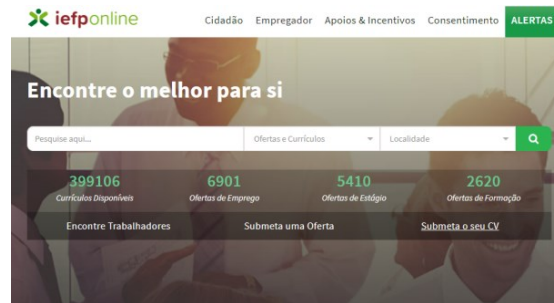 iefponline
Cidadão Empregador Apoios & Incentivos Consentimento ALERTAS
Encontre o melhor para si
Pesquise aqui... Ofertas e Currículos Localidade
399106 6901 5410 2620
Currículos Disponíveis Ofertas de Emprego Ofertas de Estágio Ofertas de Formação
Encontre Trabalhadores Submeta uma Oferta Submeta o seu CV